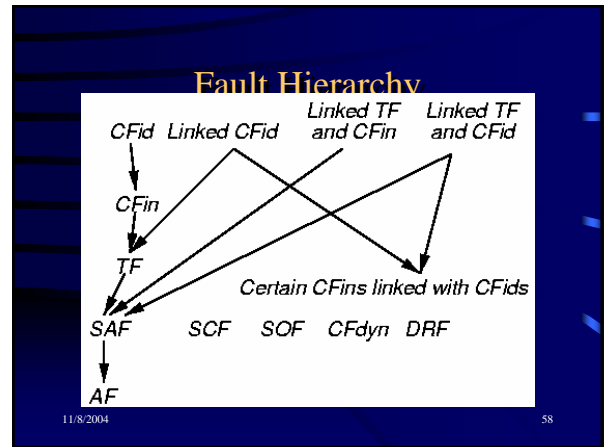 Fault Hierarchy
CFid Linked CFid Linked TF and CFin Linked TF and CFid
CFin
TF
Certain CFins linked with CFids
SAF SCF SOF CFdyn DRF
AF
11/8/2004 58